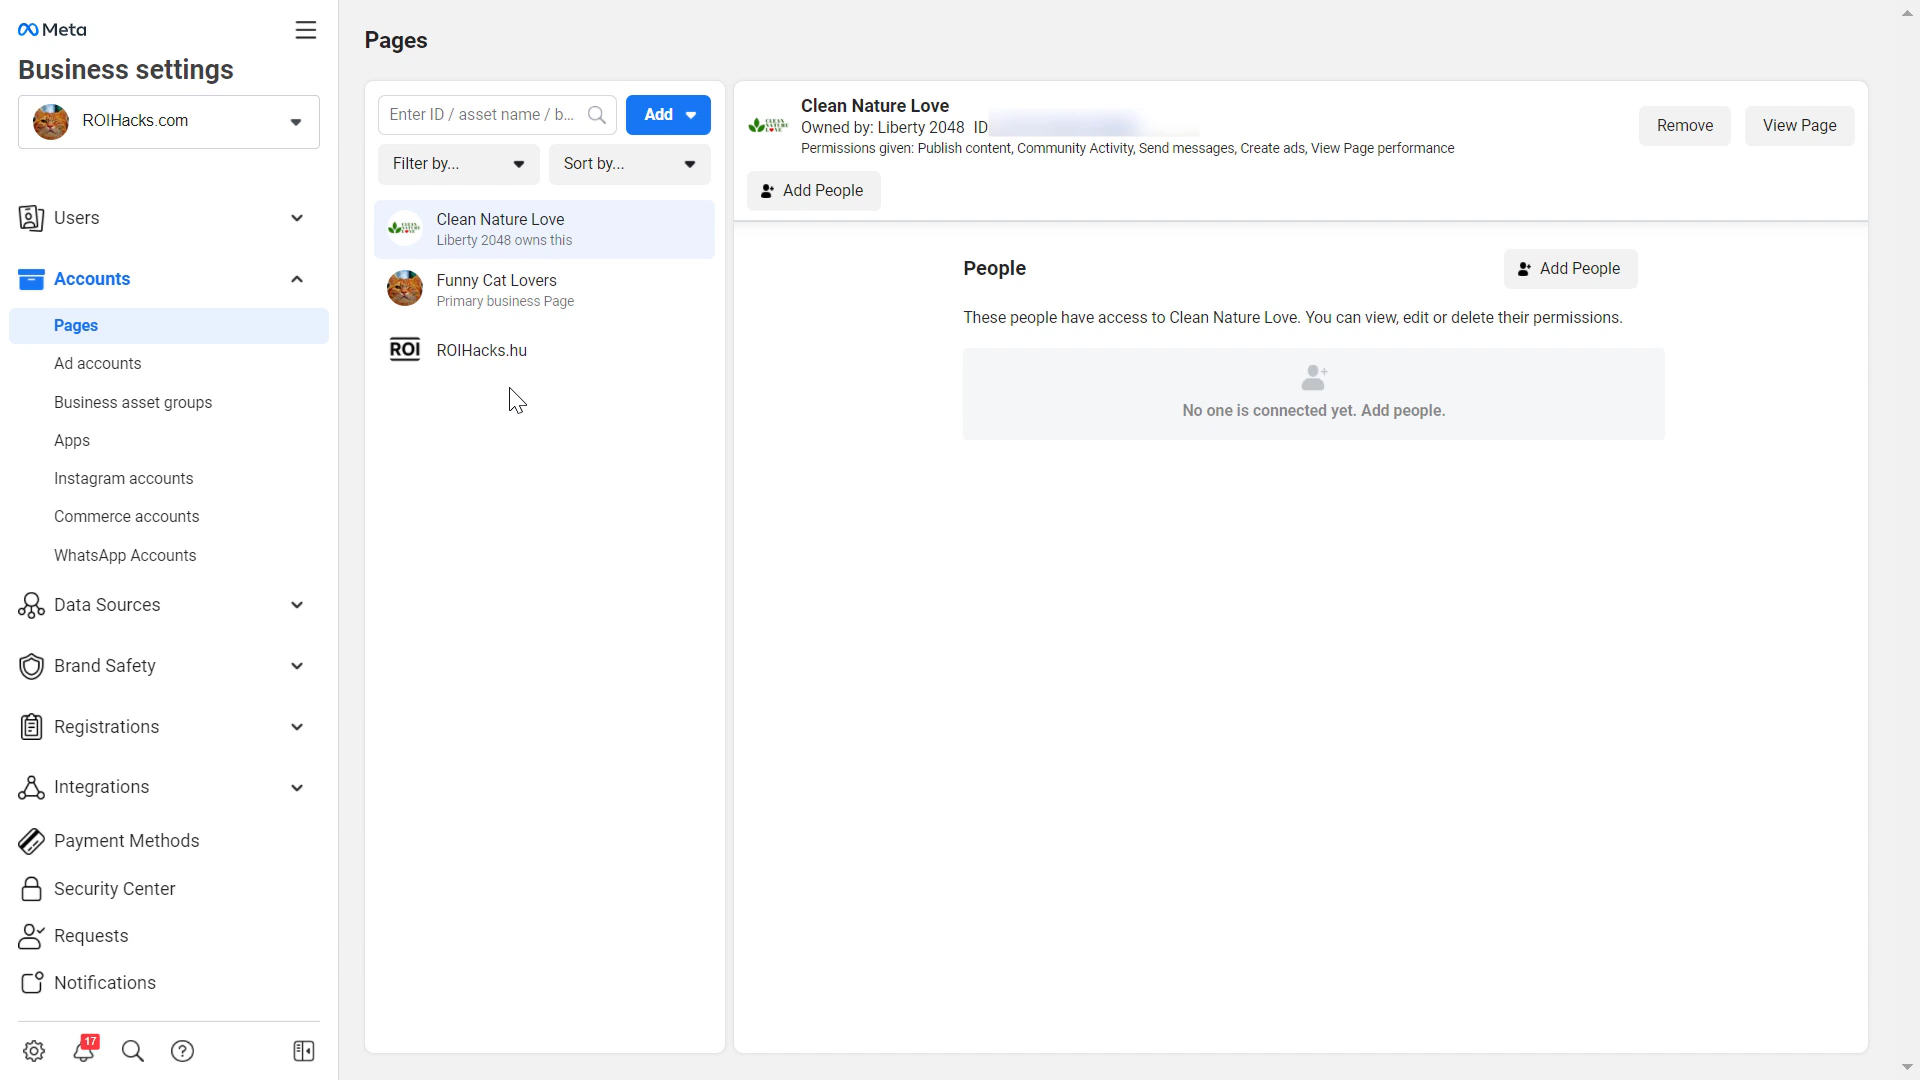 Meta
Business settings
ROIHacks.com
Users
Accounts
Pages
Ad accounts
Business asset groups
Apps
Instagram accounts
Commerce accounts
WhatsApp Accounts
Data Sources
Brand Safety
Registrations
Integrations
Payment Methods
Security Center
Requests
Notifications
17
Pages
Enter ID / asset name / b...
Add
Filter by...
Sort by...
Clean Nature Love
Liberty 2048 owns this
Funny Cat Lovers
Primary business Page
ROI
ROIHacks.hu
CLEAN NATURE LOVE
Clean Nature Love
Owned by: Liberty 2048 ID
Permissions given: Publish content, Community Activity, Send messages, Create ads, View Page performance
Remove
View Page
Add People
People
Add People
These people have access to Clean Nature Love. You can view, edit or delete their permissions.
No one is connected yet. Add people.